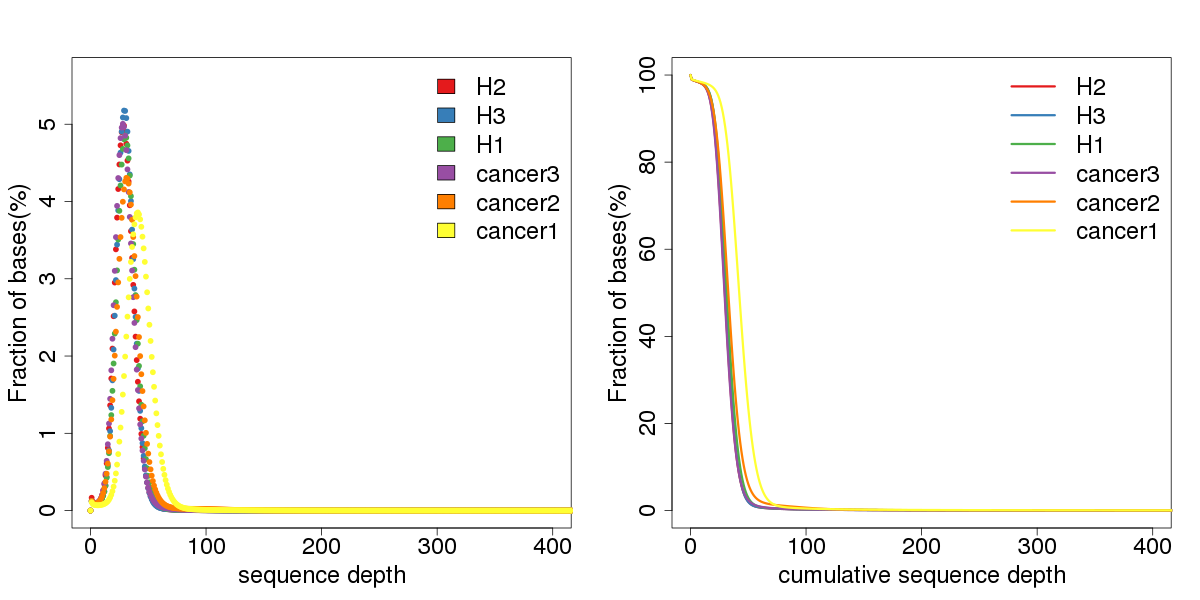 Fraction of bases(%)
5
4
3
2
1
0
0 100 200 300 400
sequence depth
H2
H3
H1
cancer3
cancer2
cancer1
Fraction of bases(%)
100
80
60
40
20
0
0 100 200 300 400
cumulative sequence depth
H2
H3
H1
cancer3
cancer2
cancer1